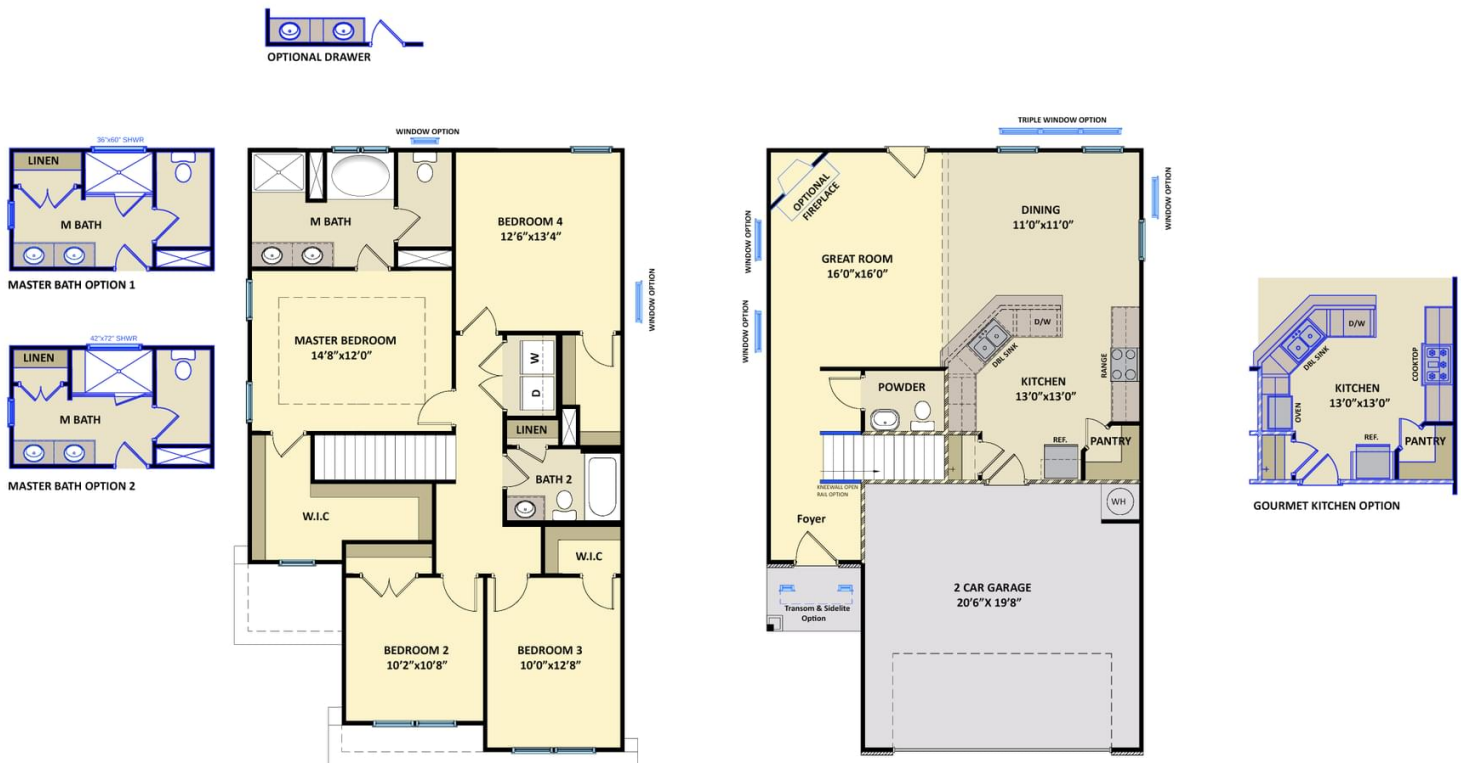 OPTIONAL DRAWER
36"x60" SHWR
LINEN
M BATH
MASTER BATH OPTION 1
42"x72" SHWR
LINEN
M BATH
MASTER BATH OPTION 2
WINDOW OPTION
M BATH
BEDROOM 4
12'6"x13'4"
WINDOW OPTION
MASTER BEDROOM
14'8"x12'0"
W
D
LINEN
BATH 2
W.I.C
W.I.C
BEDROOM 2
10'2"x10'8"
BEDROOM 3
10'0"x12'8"
TRIPLE WINDOW OPTION
OPTIONAL
FIREPLACE
WINDOW OPTION
WINDOW OPTION
WINDOW OPTION
DINING
11'0"x11'0"
GREAT ROOM
16'0"x16'0"
D/W
DBL SINK
RANGE
KITCHEN
13'0"x13'0"
POWDER
REF.
PANTRY
KNEEWALL OPEN
RAIL OPTION
WH
Foyer
2 CAR GARAGE
20'6"X 19'8"
Transom & Sidelite
Option
D/W
DBL SINK
COOKTOP
KITCHEN
13'0"x13'0"
OVEN
REF.
PANTRY
GOURMET KITCHEN OPTION